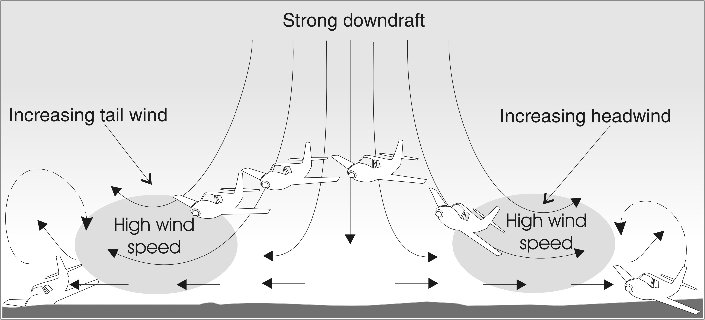 Strong downdraft
Increasing tail wind
Increasing headwind
High wind
speed
High wind
speed